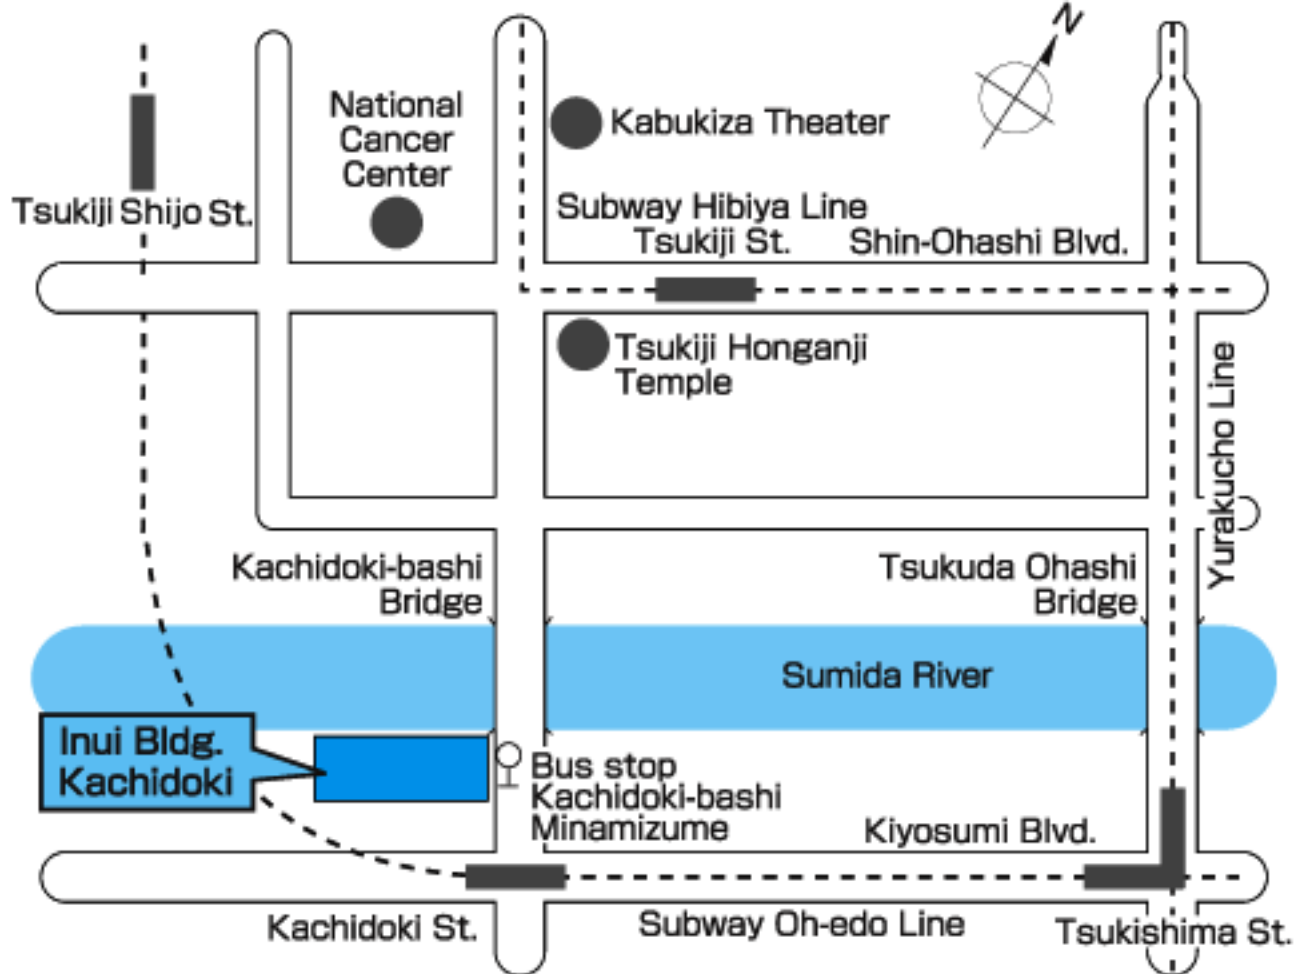 N
National
Cancer
Center
Kabukiza Theater
Tsukiji Shijo St.
Subway Hibiya Line
Tsukiji St.
Shin-Ohashi Blvd.
Tsukiji Honganji
Temple
Yurakucho Line
Kachidoki-bashi
Bridge
Tsukuda Ohashi
Bridge
Sumida River
Inui Bldg.
Kachidoki
Bus stop
Kachidoki-bashi
Minamizume
Kiyosumi Blvd.
Kachidoki St.
Subway Oh-edo Line
Tsukishima St.